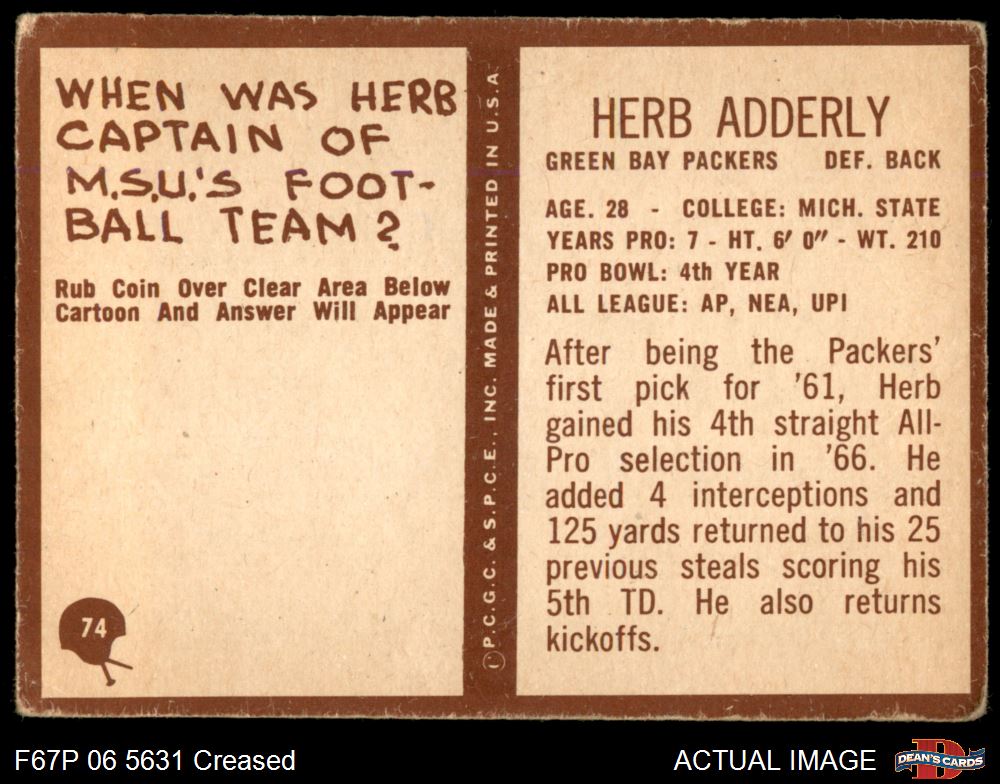 WHEN WAS HERB
CAPTAIN OF
M.S.U.'S FOOT-
BALL TEAM?
Rub Coin Over Clear Area Below
Cartoon And Answer Will Appear
74
© P.C.G.C. & S.P.C.E., INC. MADE & PRINTED IN U.S.A.
HERB ADDERLY
GREEN BAY PACKERS DEF. BACK
AGE. 28 - COLLEGE: MICH. STATE
YEARS PRO: 7 - HT. 6' 0" - WT. 210
PRO BOWL: 4th YEAR
ALL LEAGUE: AP, NEA, UPI
After being the Packers'
first pick for '61, Herb
gained his 4th straight All-
Pro selection in '66. He
added 4 interceptions and
125 yards returned to his 25
previous steals scoring his
5th TD. He also returns
kickoffs.
F67P 06 5631 Creased
ACTUAL IMAGE
D
DEAN'S CARDS